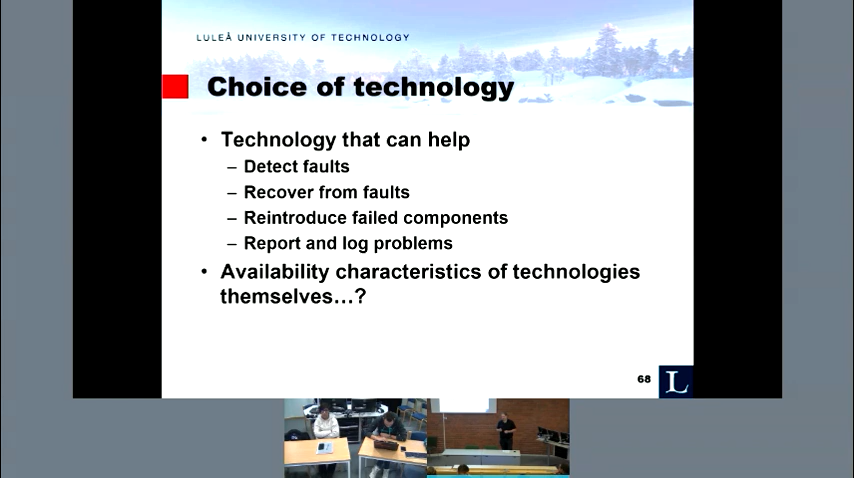 LULEÅ UNIVERSITY OF TECHNOLOGY
Choice of technology
• Technology that can help
– Detect faults
– Recover from faults
– Reintroduce failed components
– Report and log problems
• Availability characteristics of technologies
themselves…?
68
L